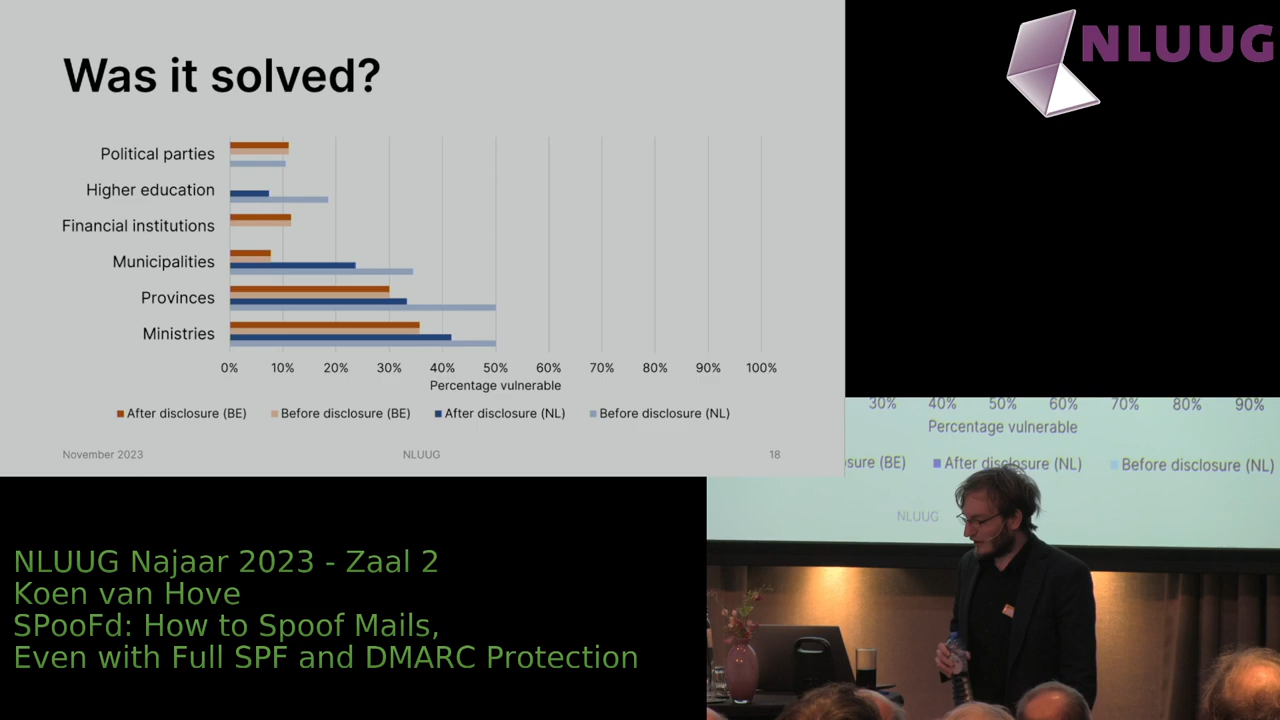 Was it solved?
Political parties
Higher education
Financial institutions
Municipalities
Provinces
Ministries
0% 10% 20% 30% 40% 50% 60% 70% 80% 90% 100%
Percentage vulnerable
After disclosure (BE) Before disclosure (BE) After disclosure (NL) Before disclosure (NL)
November 2023 NLUUG 18
NLUUG
30% 40% 50% 60% 70% 80% 90%
Percentage vulnerable
sure (BE) After disclosure (NL) Before disclosure (NL)
NLUUG
NLUUG Najaar 2023 - Zaal 2
Koen van Hove
SPooFd: How to Spoof Mails,
Even with Full SPF and DMARC Protection